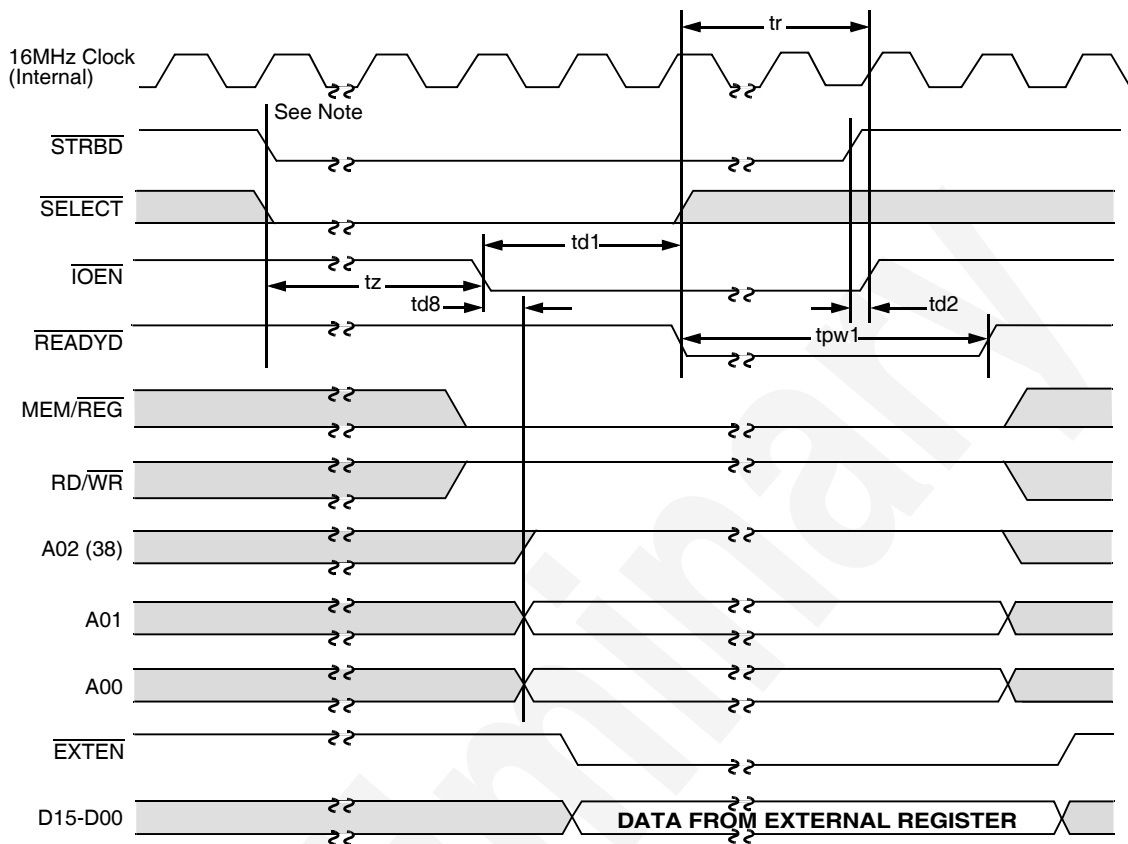 tr
16MHz Clock
(Internal)
See Note
STRBD
SELECT
td1
IOEN
tz
td8
td2
READYD
tpw1
MEM/REG
RD/WR
A02 (38)
A01
A00
EXTEN
D15-D00
DATA FROM EXTERNAL REGISTER